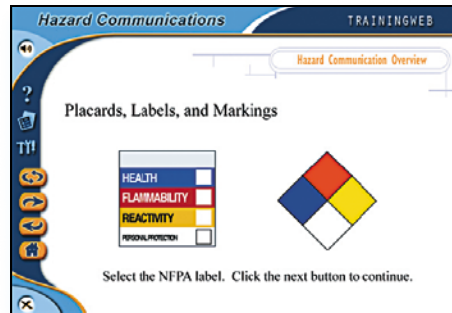 Hazard Communications
TRAININGWEB
Hazard Communication Overview
?
TY!
Placards, Labels, and Markings
HEALTH
FLAMMABILITY
REACTIVITY
PERSONAL PROTECTION
Select the NFPA label. Click the next button to continue.